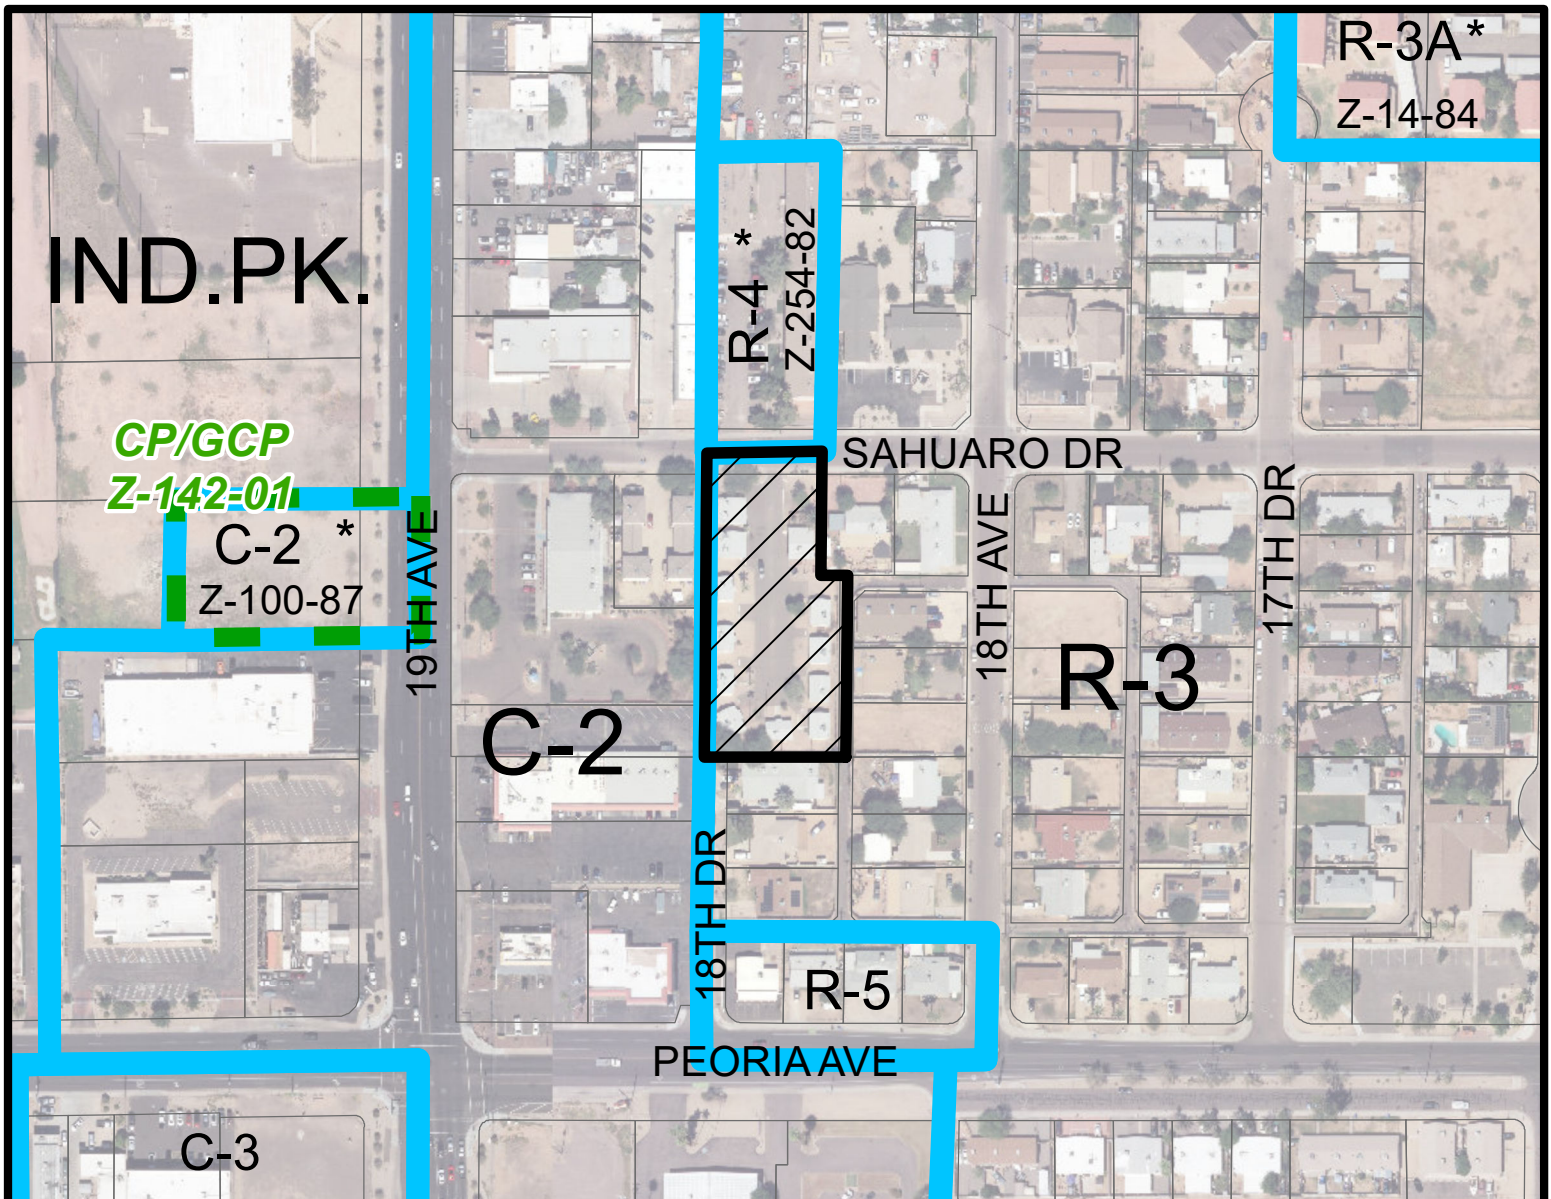 R-3A *
Z-14-84
IND.PK.
R-4 *
Z-254-82
CP/GCP
Z-142-01
C-2 *
Z-100-87
SAHUARO DR
19TH AVE
18TH AVE
17TH DR
R-3
C-2
18TH DR
R-5
PEORIA AVE
C-3